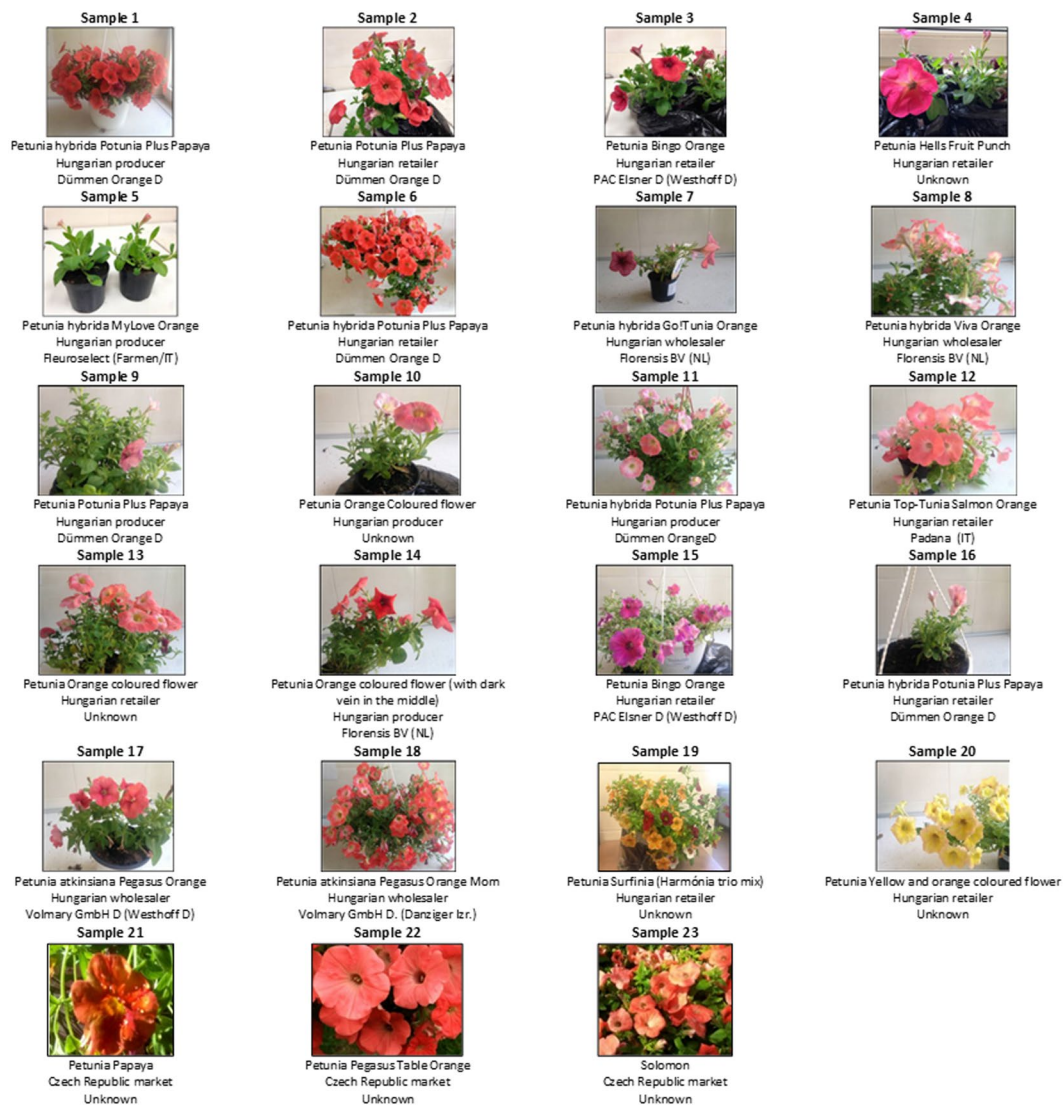 Sample 1
Petunia hybrida Potunia Plus Papaya
Hungarian producer
Dümmen Orange D
Sample 2
Petunia Potunia Plus Papaya
Hungarian retailer
Dümmen Orange D
Sample 3
Petunia Bingo Orange
Hungarian retailer
PAC Elsner D (Westhoff D)
Sample 4
Petunia Hells Fruit Punch
Hungarian retailer
Unknown
Sample 5
Petunia hybrida MyLove Orange
Hungarian producer
Fleuroselect (Farmen/IT)
Sample 6
Petunia hybrida Potunia Plus Papaya
Hungarian retailer
Dümmen Orange D
Sample 7
Petunia hybrida Go!Tunia Orange
Hungarian wholesaler
Florensis BV (NL)
Sample 8
Petunia hybrida Viva Orange
Hungarian wholesaler
Florensis BV (NL)
Sample 9
Petunia Potunia Plus Papaya
Hungarian producer
Dümmen Orange D
Sample 10
Petunia Orange Coloured flower
Hungarian producer
Unknown
Sample 11
Petunia hybrida Potunia Plus Papaya
Hungarian producer
Dümmen OrangeD
Sample 12
Petunia Top-Tunia Salmon Orange
Hungarian retailer
Padana (IT)
Sample 13
Petunia Orange coloured flower
Hungarian retailer
Unknown
Sample 14
Petunia Orange coloured flower (with dark
vein in the middle)
Hungarian producer
Florensis BV (NL)
Sample 15
Petunia Bingo Orange
Hungarian retailer
PAC Elsner D (Westhoff D)
Sample 16
Petunia hybrida Potunia Plus Papaya
Hungarian retailer
Dümmen Orange D
Sample 17
Petunia atkinsiana Pegasus Orange
Hungarian wholesaler
Volmary GmbH D (Westhoff D)
Sample 18
Petunia atkinsiana Pegasus Orange Morn
Hungarian wholesaler
Volmary GmbH D. (Danziger Izr.)
Sample 19
Petunia Surfinia (Harmónia trio mix)
Hungarian retailer
Unknown
Sample 20
Petunia Yellow and orange coloured flower
Hungarian retailer
Unknown
Sample 21
Petunia Papaya
Czech Republic market
Unknown
Sample 22
Petunia Pegasus Table Orange
Czech Republic market
Unknown
Sample 23
Solomon
Czech Republic market
Unknown